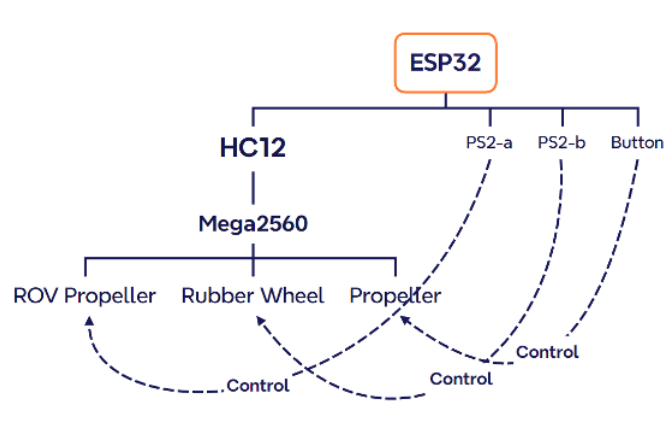 ESP32
HC12
PS2-a
PS2-b
Button
Mega2560
ROV Propeller
Rubber Wheel
Propeller
Control
Control
Control